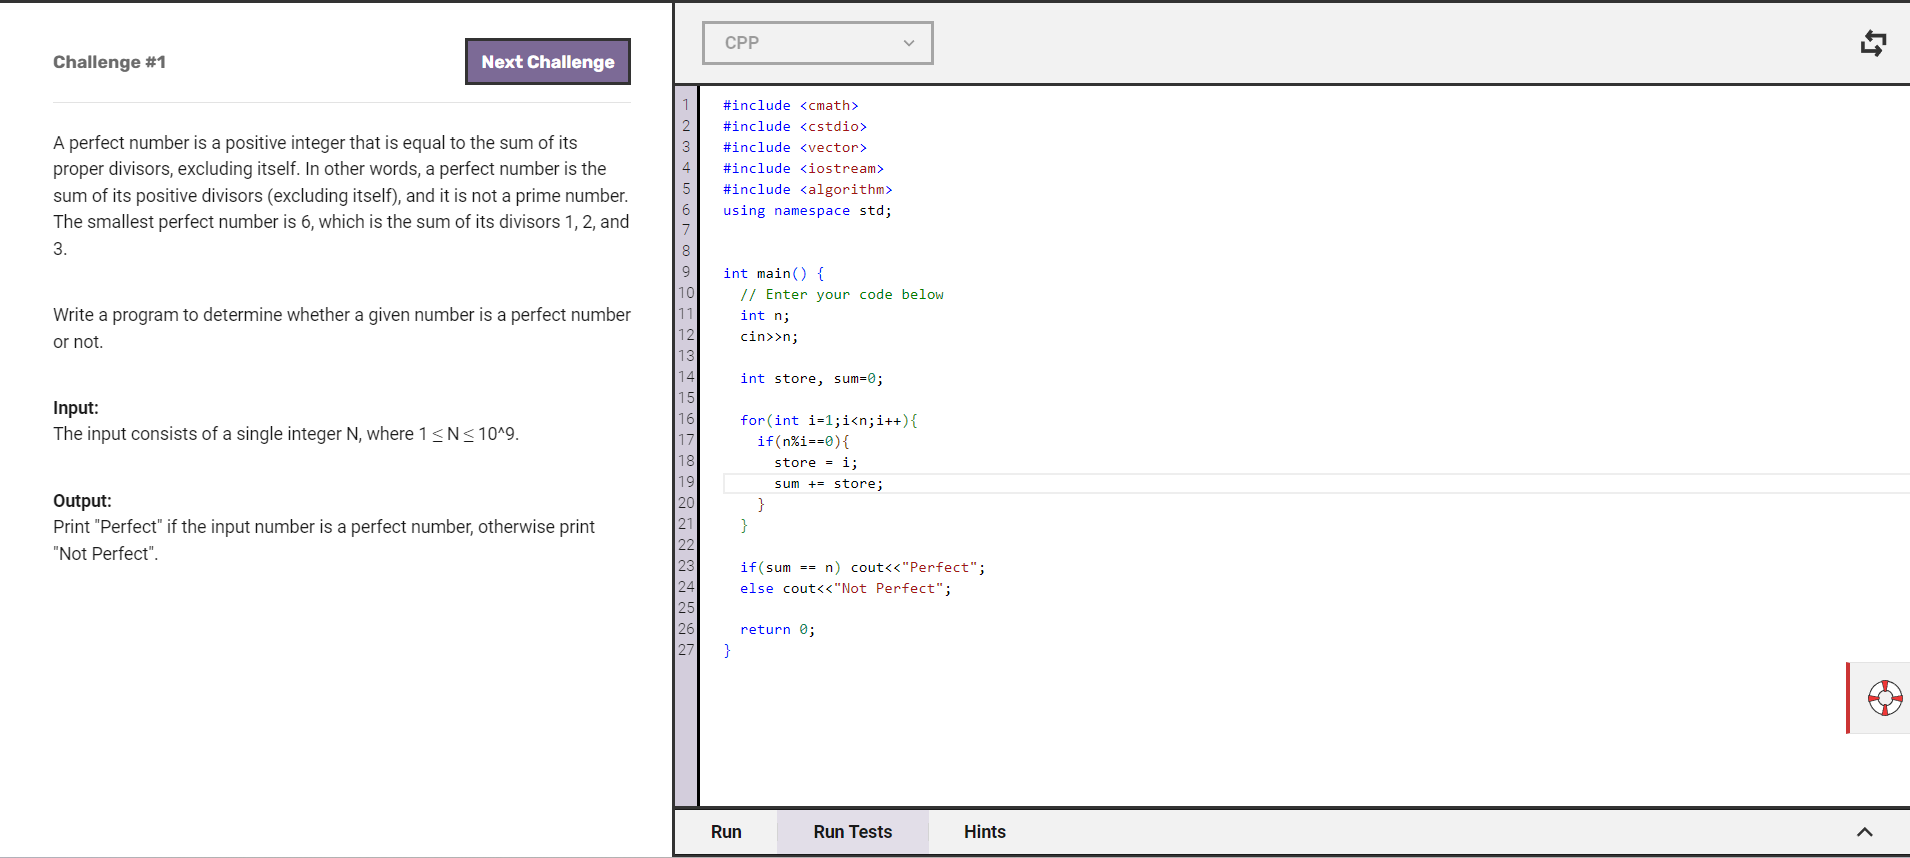 Challenge #1
Next Challenge
A perfect number is a positive integer that is equal to the sum of its
proper divisors, excluding itself. In other words, a perfect number is the
sum of its positive divisors (excluding itself), and it is not a prime number.
The smallest perfect number is 6, which is the sum of its divisors 1, 2, and
3.
Write a program to determine whether a given number is a perfect number
or not.
Input:
The input consists of a single integer N, where 1 ≤ N ≤ 10^9.
Output:
Print "Perfect" if the input number is a perfect number, otherwise print
"Not Perfect".
CPP
1 #include <cmath>
2 #include <cstdio>
3 #include <vector>
4 #include <iostream>
5 #include <algorithm>
6 using namespace std;
7
8
9 int main() {
10 // Enter your code below
11 int n;
12 cin>>n;
13
14 int store, sum=0;
15
16 for(int i=1;i<n;i++){
17 if(n%i==0){
18 store = i;
19 sum += store;
20 }
21 }
22
23 if(sum == n) cout<<"Perfect";
24 else cout<<"Not Perfect";
25
26 return 0;
27 }
Run Run Tests Hints